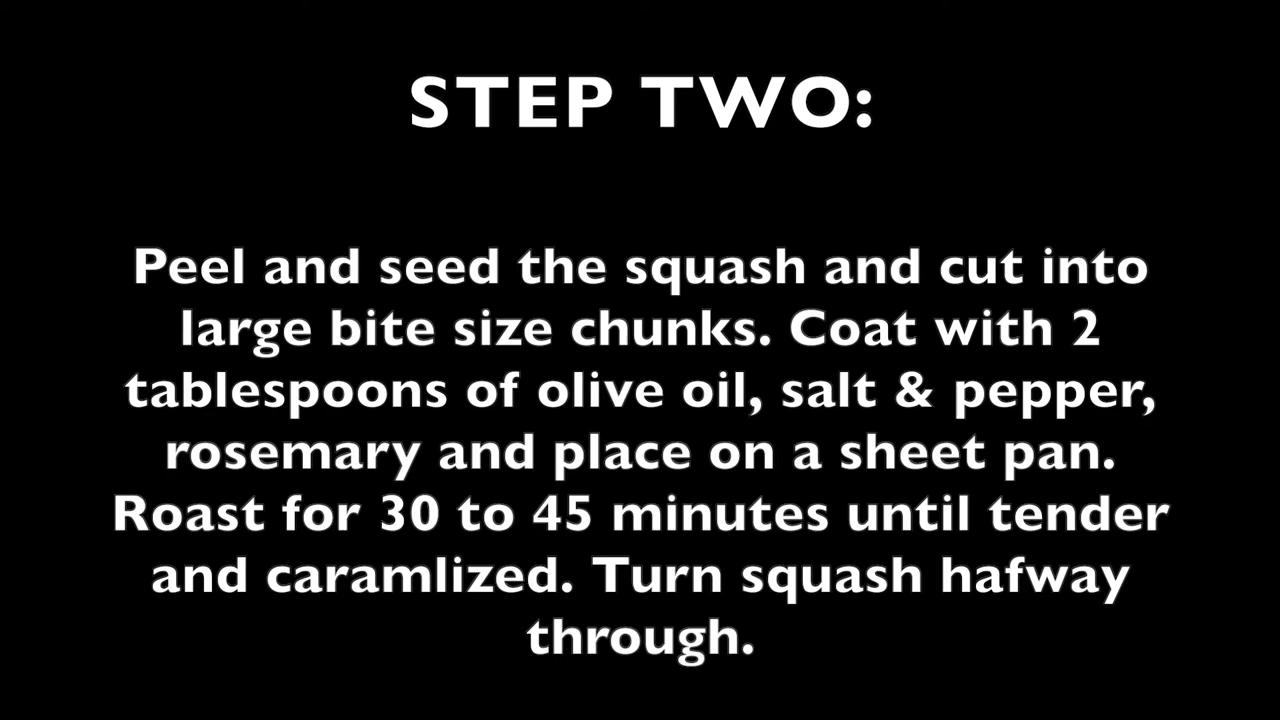 STEP TWO:
Peel and seed the squash and cut into
large bite size chunks. Coat with 2
tablespoons of olive oil, salt & pepper,
rosemary and place on a sheet pan.
Roast for 30 to 45 minutes until tender
and caramlized. Turn squash hafway
through.